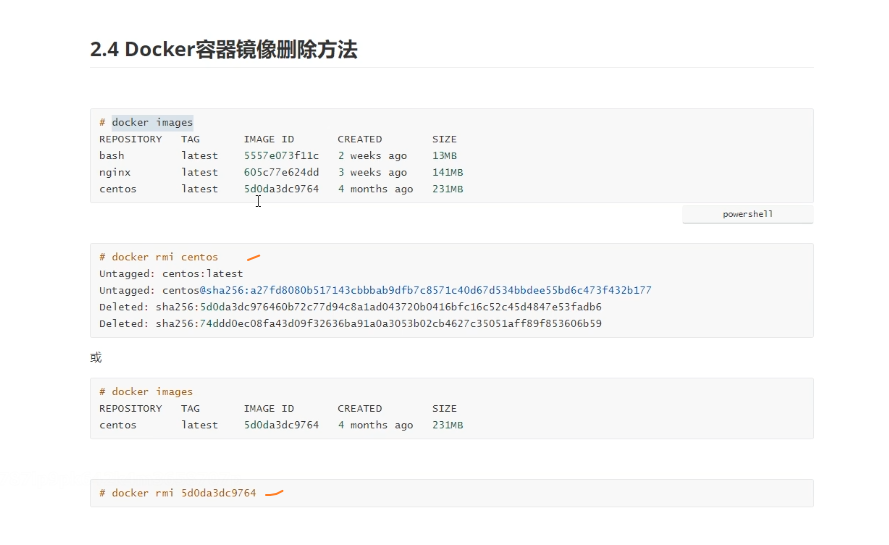 2.4 Docker容器镜像删除方法
# docker images
REPOSITORY TAG IMAGE ID CREATED SIZE
bash latest 5557e073f11c 2 weeks ago 13MB
nginx latest 605c77e624dd 3 weeks ago 141MB
centos latest 5d0da3dc9764 4 months ago 231MB
powershell
# docker rmi centos
Untagged: centos:latest
Untagged: centos@sha256:a27fd8080b517143cbbbab9dfb7c8571c40d67d534bbdee55bd6c473f432b177
Deleted: sha256:5d0da3dc976460b72c77d94c8a1ad043720b0416bfc16c52c45d4847e53fadb6
Deleted: sha256:74ddd0ec08fa43d09f32636ba91a0a3053b02cb4627c35051aff89f853606b59
或
# docker images
REPOSITORY TAG IMAGE ID CREATED SIZE
centos latest 5d0da3dc9764 4 months ago 231MB
# docker rmi 5d0da3dc9764